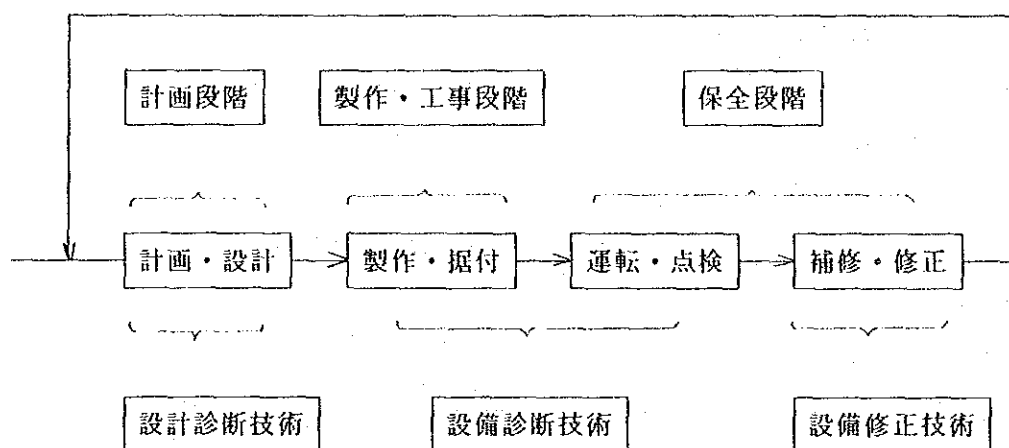 計画段階 製作・工事段階 保全段階
計画・設計 製作・据付 運転・点検 補修・修正
設計診断技術 設備診断技術 設備修正技術